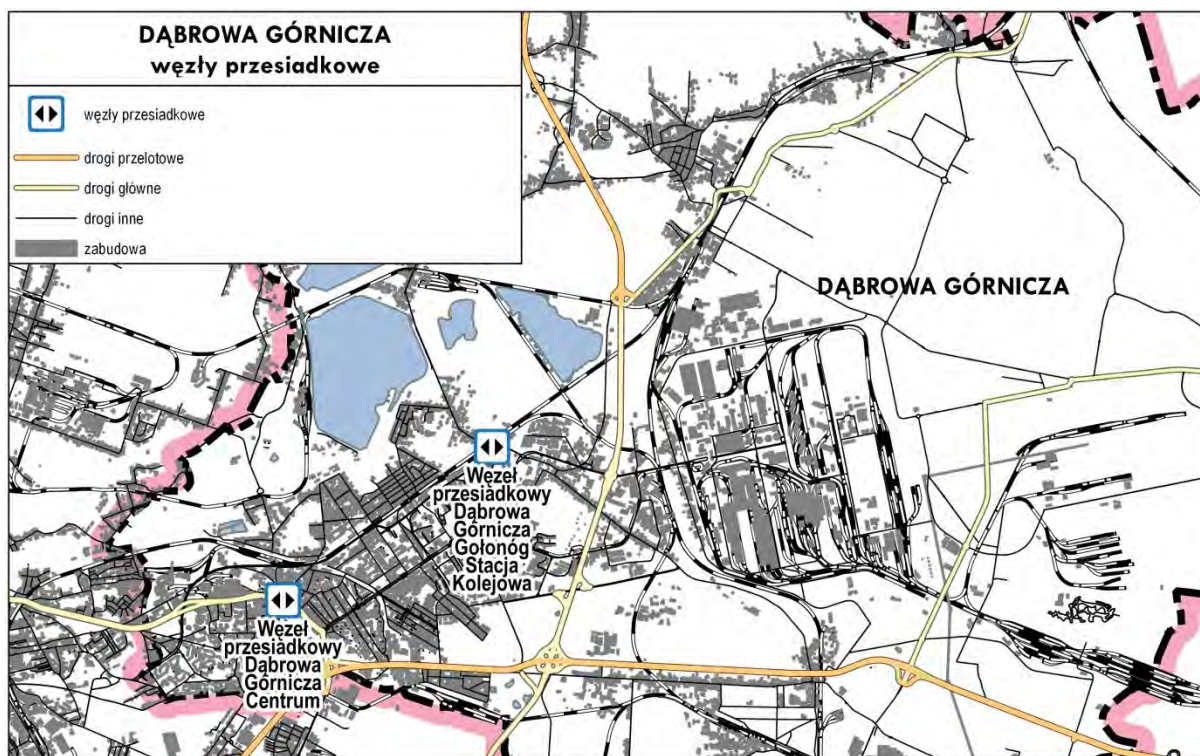 DĄBROWA GÓRNICZA
węzły przesiadkowe
węzły przesiadkowe
drogi przelotowe
drogi główne
drogi inne
zabudowa
DĄBROWA GÓRNICZA
Węzeł
przesiadkowy
Dąbrowa
Górnicza
Gołonóg
Stacja
Kolejowa
Węzeł
przesiadkowy
Dąbrowa
Górnicza
Centrum